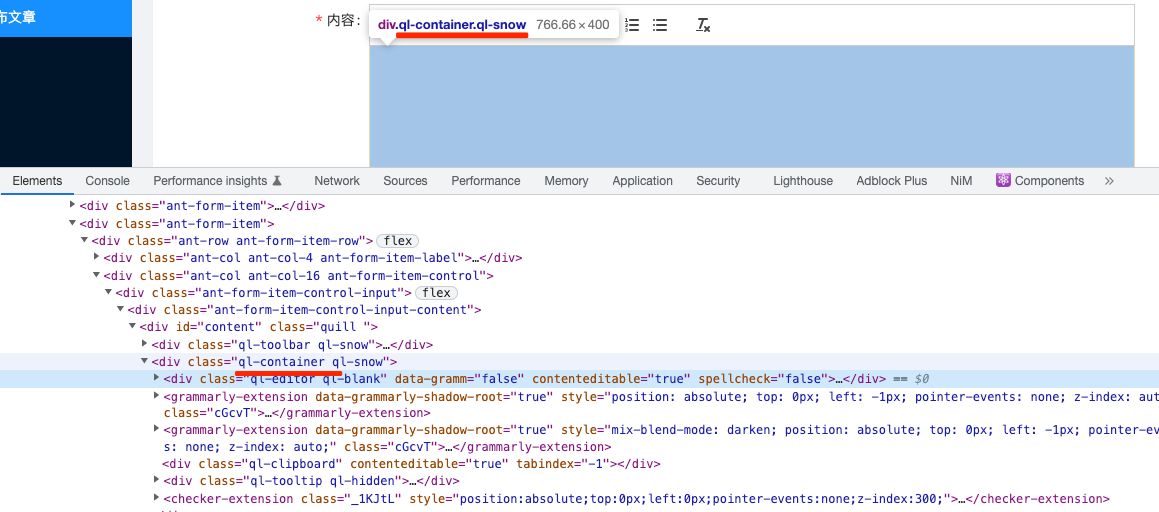 布文章
* 内容：
div.ql-container.ql-snow 766.66×400
Elements Console Performance insights Network Sources Performance Memory Application Security Lighthouse Adblock Plus NiM Components »
<div class="ant-form-item">…</div>
<div class="ant-form-item">
<div class="ant-row ant-form-item-row"> flex
<div class="ant-col ant-col-4 ant-form-item-label">…</div>
<div class="ant-col ant-col-16 ant-form-item-control">
<div class="ant-form-item-control-input"> flex
<div class="ant-form-item-control-input-content">
<div id="content" class="quill ">
<div class="ql-toolbar ql-snow">…</div>
<div class="ql-container ql-snow">
<div class="ql-editor ql-blank" data-gramm="false" contenteditable="true" spellcheck="false">…</div> == $0
<grammarly-extension data-grammarly-shadow-root="true" style="position: absolute; top: 0px; left: -1px; pointer-events: none; z-index: aut
class="cGcvT">…</grammarly-extension>
<grammarly-extension data-grammarly-shadow-root="true" style="mix-blend-mode: darken; position: absolute; top: 0px; left: -1px; pointer-ev
s: none; z-index: auto;" class="cGcvT">…</grammarly-extension>
<div class="ql-clipboard" contenteditable="true" tabindex="-1"></div>
<div class="ql-tooltip ql-hidden">…</div>
<checker-extension class="_1KJtL" style="position:absolute;top:0px;left:0px;pointer-events:none;z-index:300;">…</checker-extension>